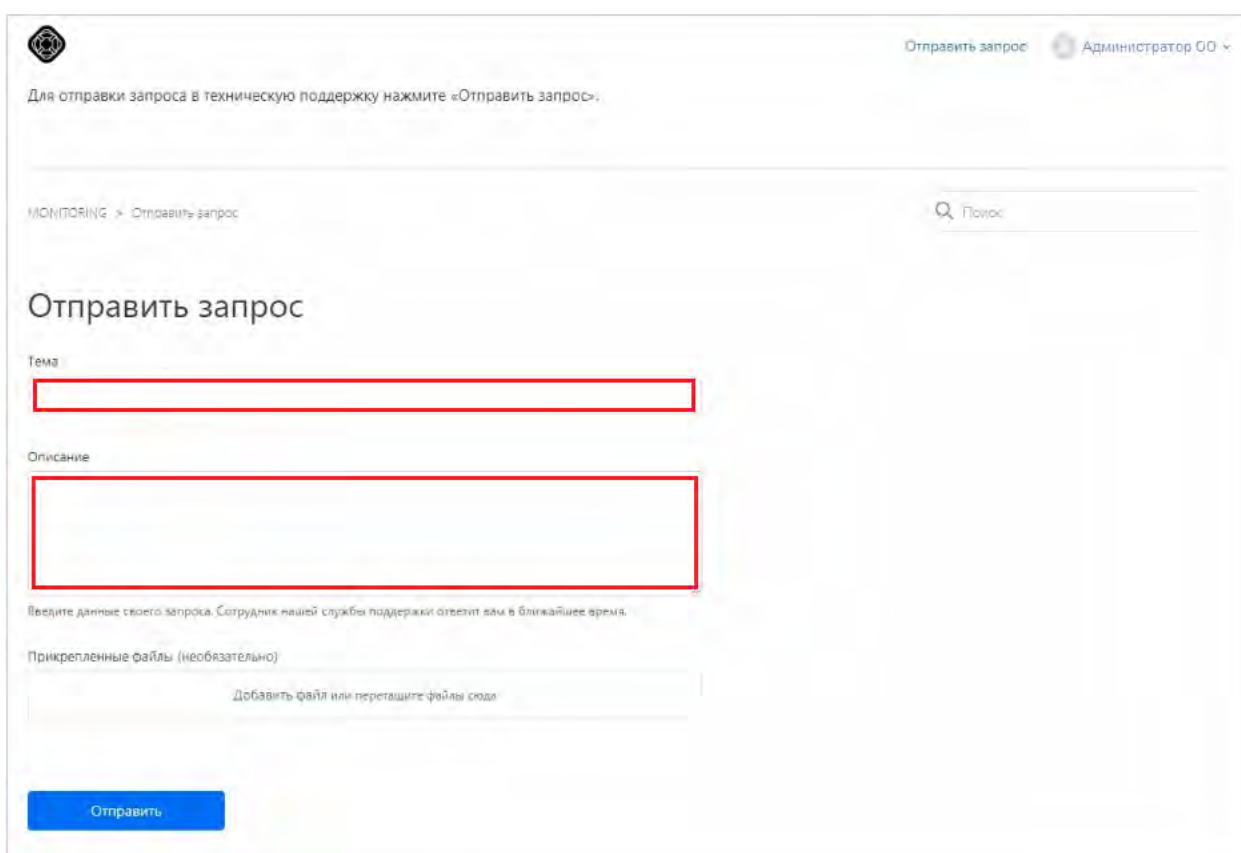 Отправить запрос
Администратор ОО
Для отправки запроса в техническую поддержку нажмите «Отправить запрос».
MONITORING > Отправить запрос
Поиск
Отправить запрос
Тема
Описание
Введите данные своего запроса. Сотрудник нашей службы поддержки ответит вам в ближайшее время.
Прикрепленные файлы (необязательно)
Добавить файл или перетащите файлы сюда
Отправить